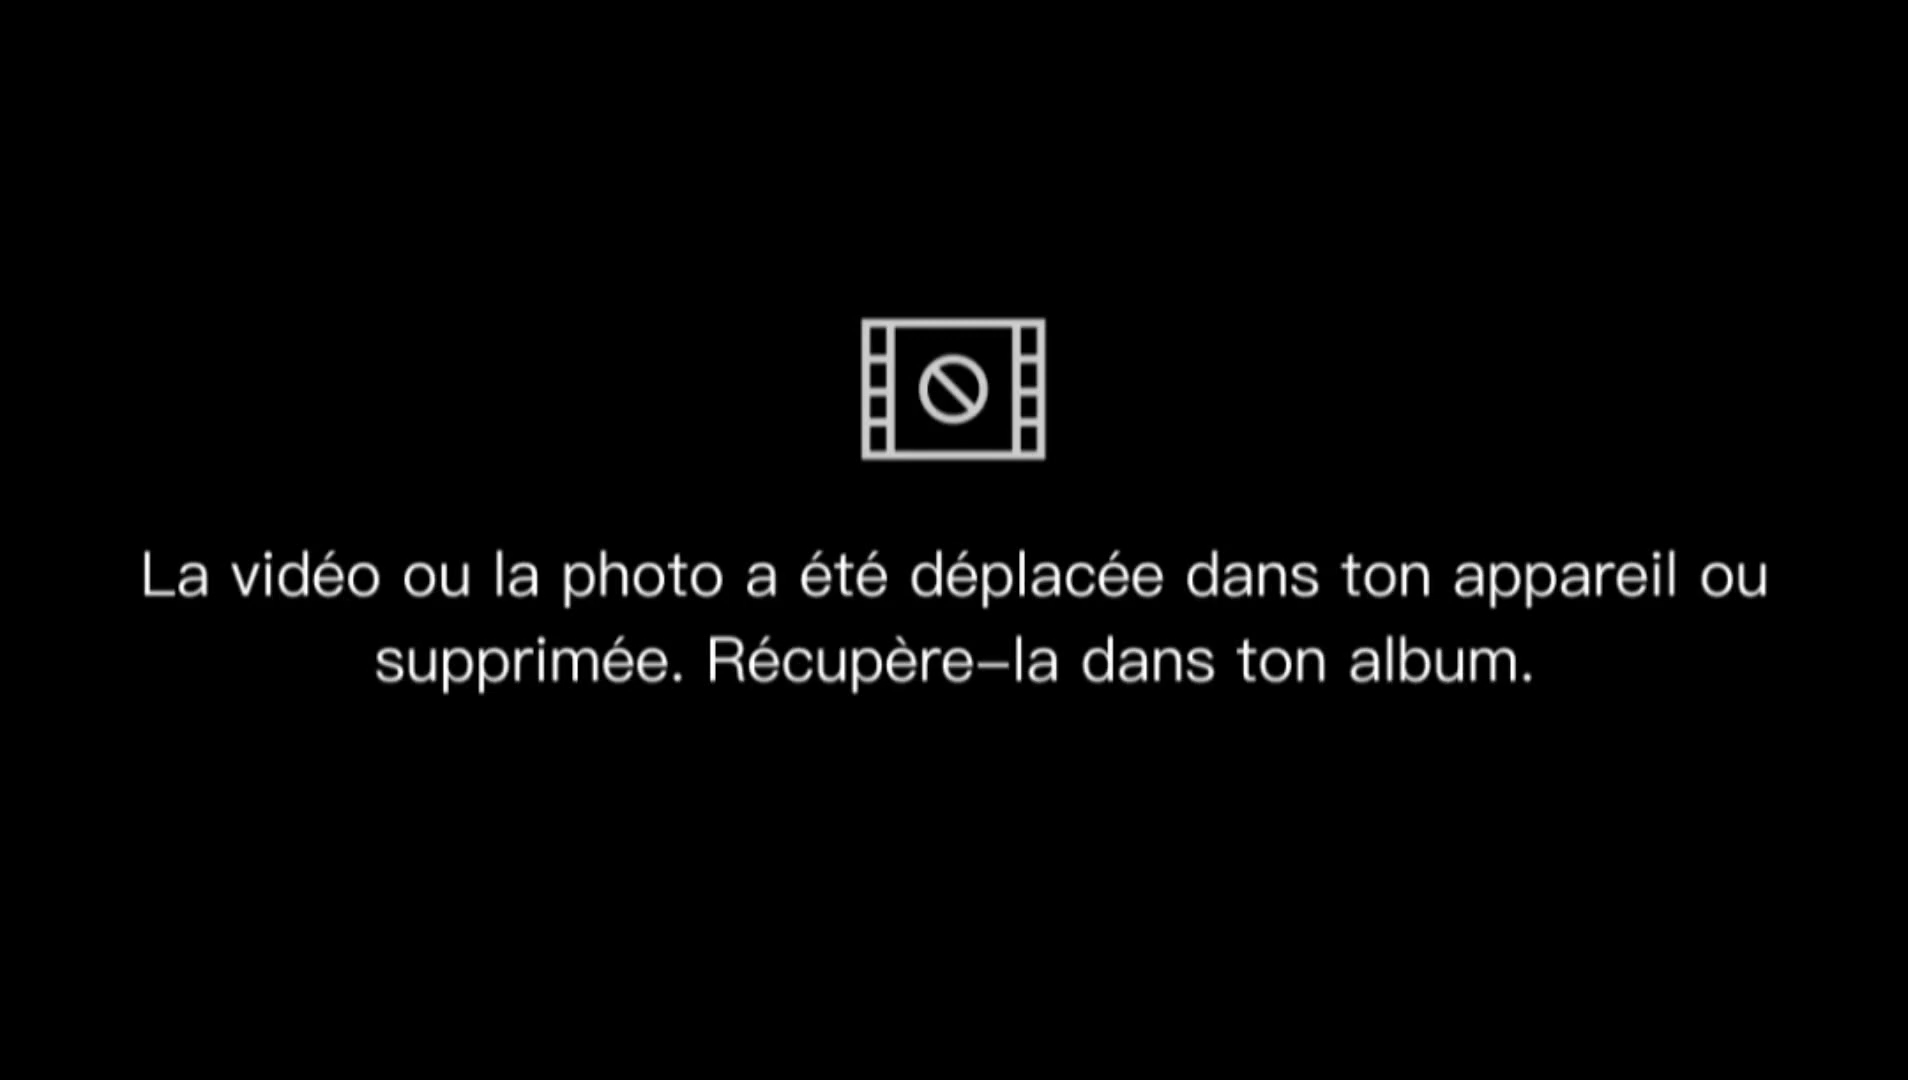 La vidéo ou la photo a été déplacée dans ton appareil ou
supprimée. Récupère-la dans ton album.